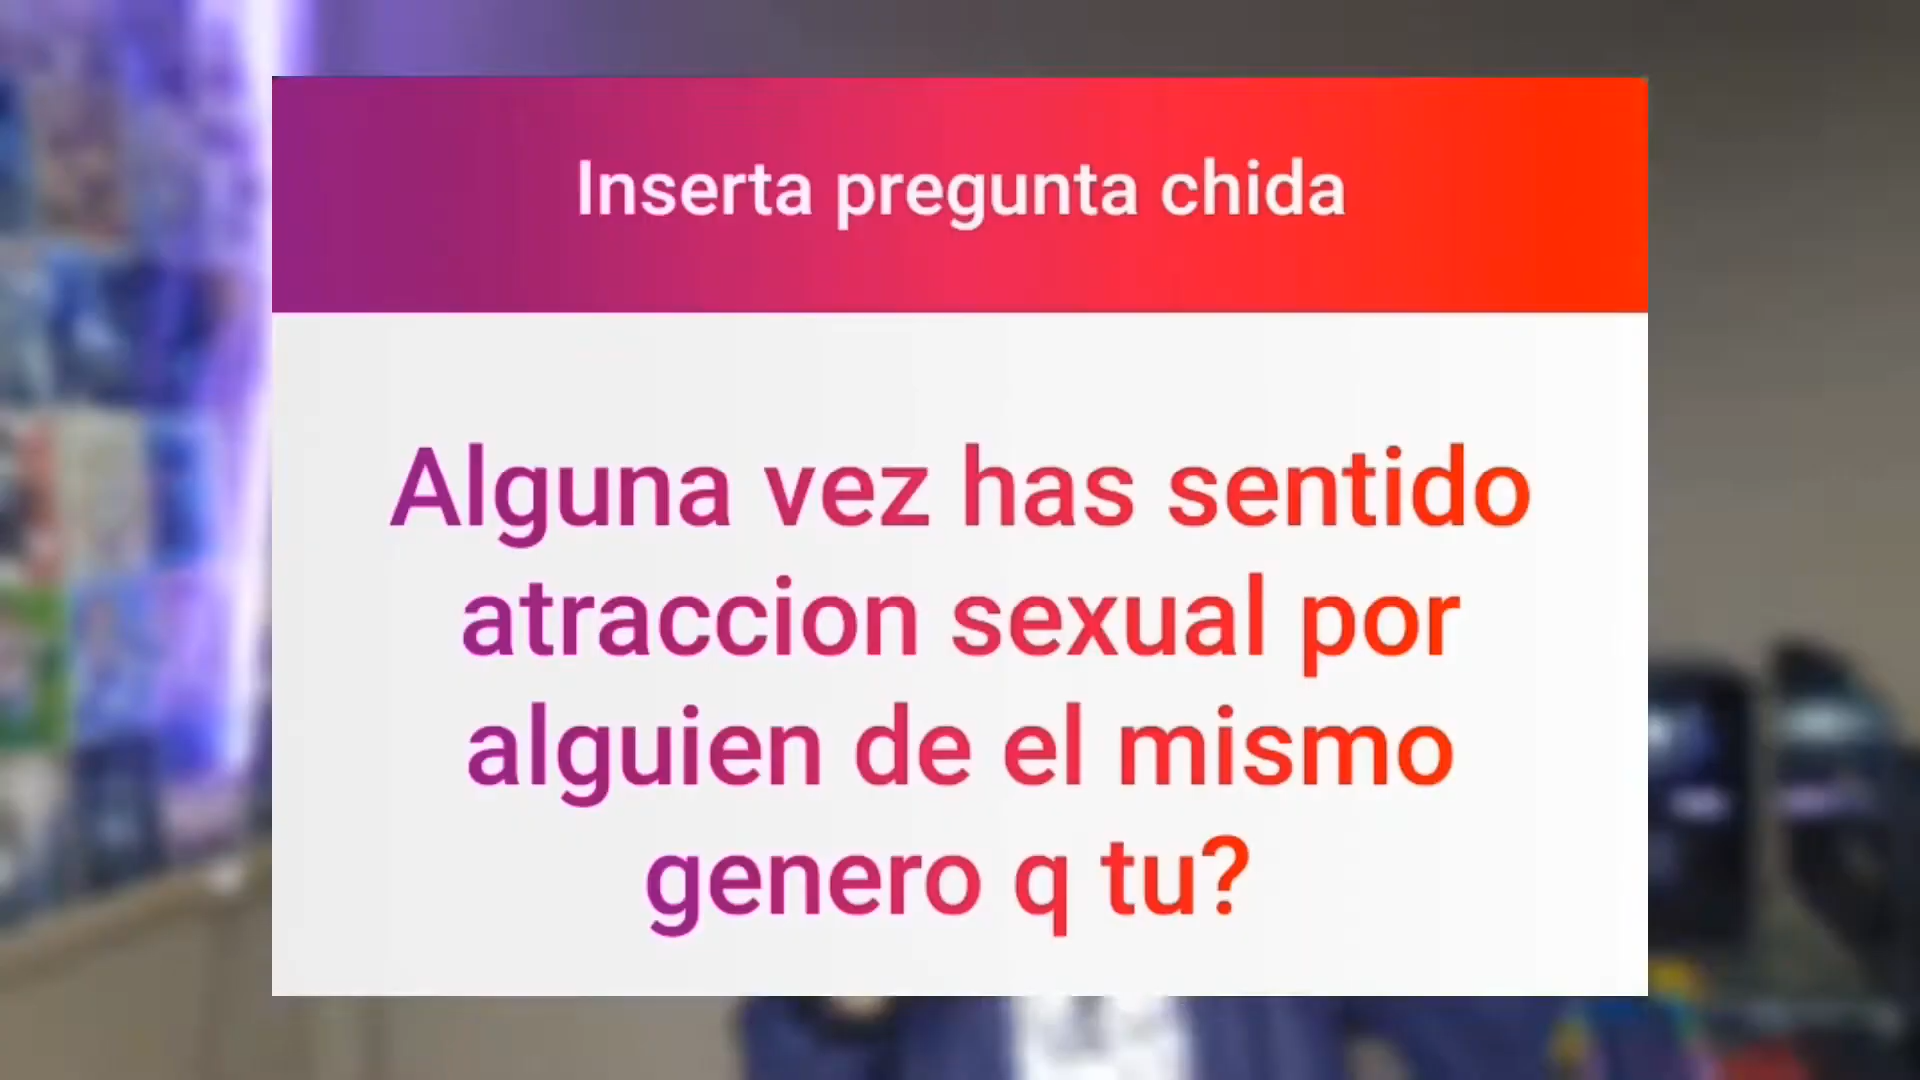 Inserta pregunta chida
Alguna vez has sentido
atraccion sexual por
alguien de el mismo
genero q tu?